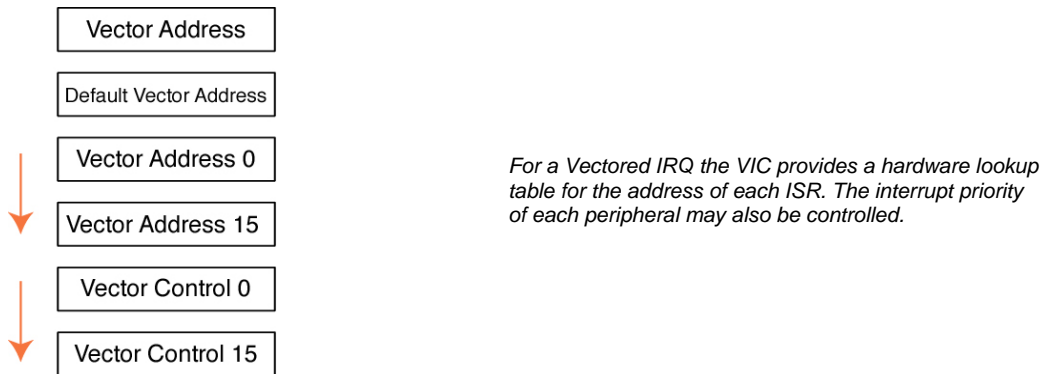 Vector Address
Default Vector Address
Vector Address 0
Vector Address 15
Vector Control 0
Vector Control 15
For a Vectored IRQ the VIC provides a hardware lookup
table for the address of each ISR. The interrupt priority
of each peripheral may also be controlled.